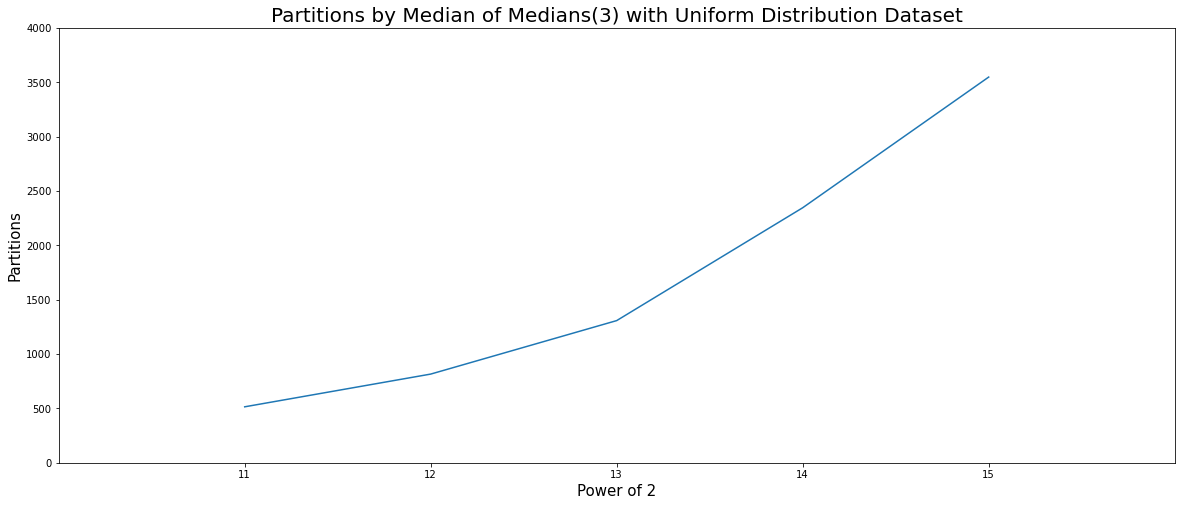 Partitions by Median of Medians(3) with Uniform Distribution Dataset
4000
3500
3000
2500
2000
1500
1000
500
0
Partitions
11 12 13 14 15
Power of 2